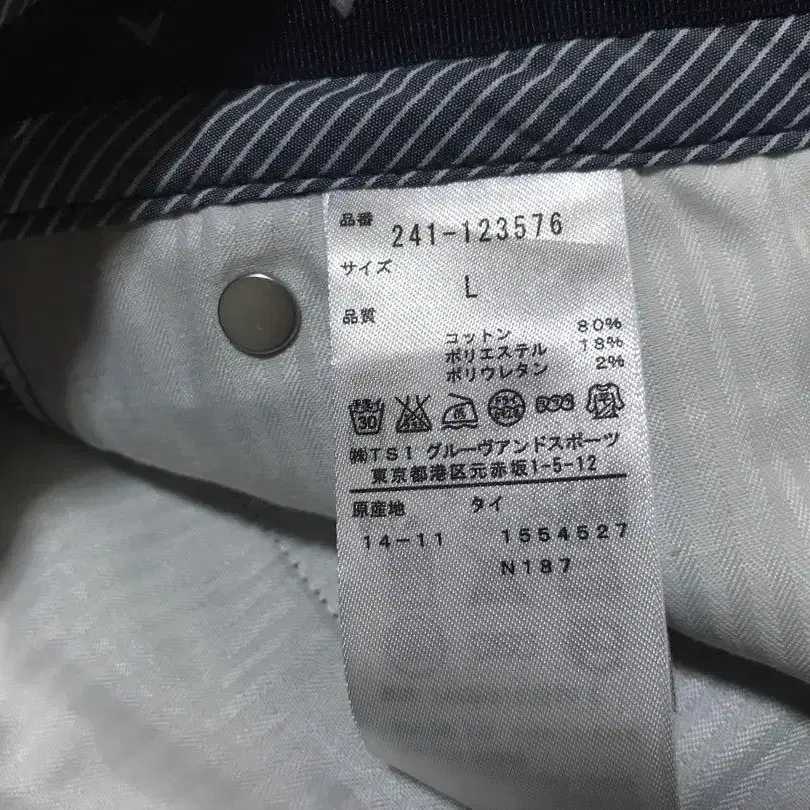 品番 241-123576
サイズ L
品質
コットン 80%
ポリエステル 18%
ポリウレタン 2%
30
㈱TSI グルーヴアンドスポーツ
東京都港区元赤坂1-5-12
原産地 タイ
14-11 1554527
N187